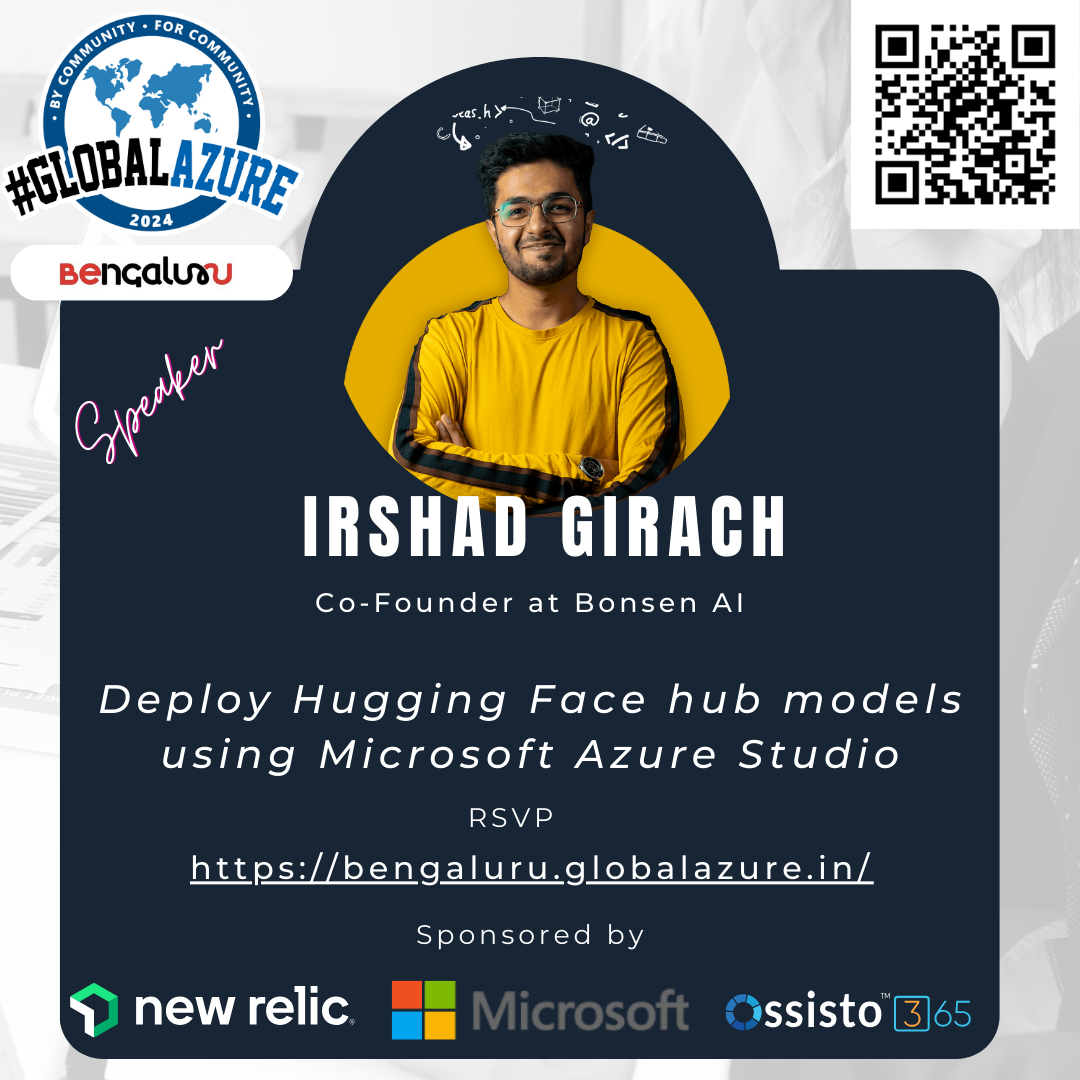 BY COMMUNITY • FOR COMMUNITY •
#GLOBALAZURE
2024
BENGALURU
Speaker
@
</>
IRSHAD GIRACH
Co-Founder at Bonsen AI
Deploy Hugging Face hub models
using Microsoft Azure Studio
RSVP
https://bengaluru.globalazure.in/
Sponsored by
new relic®
Microsoft
Ossisto™ 365